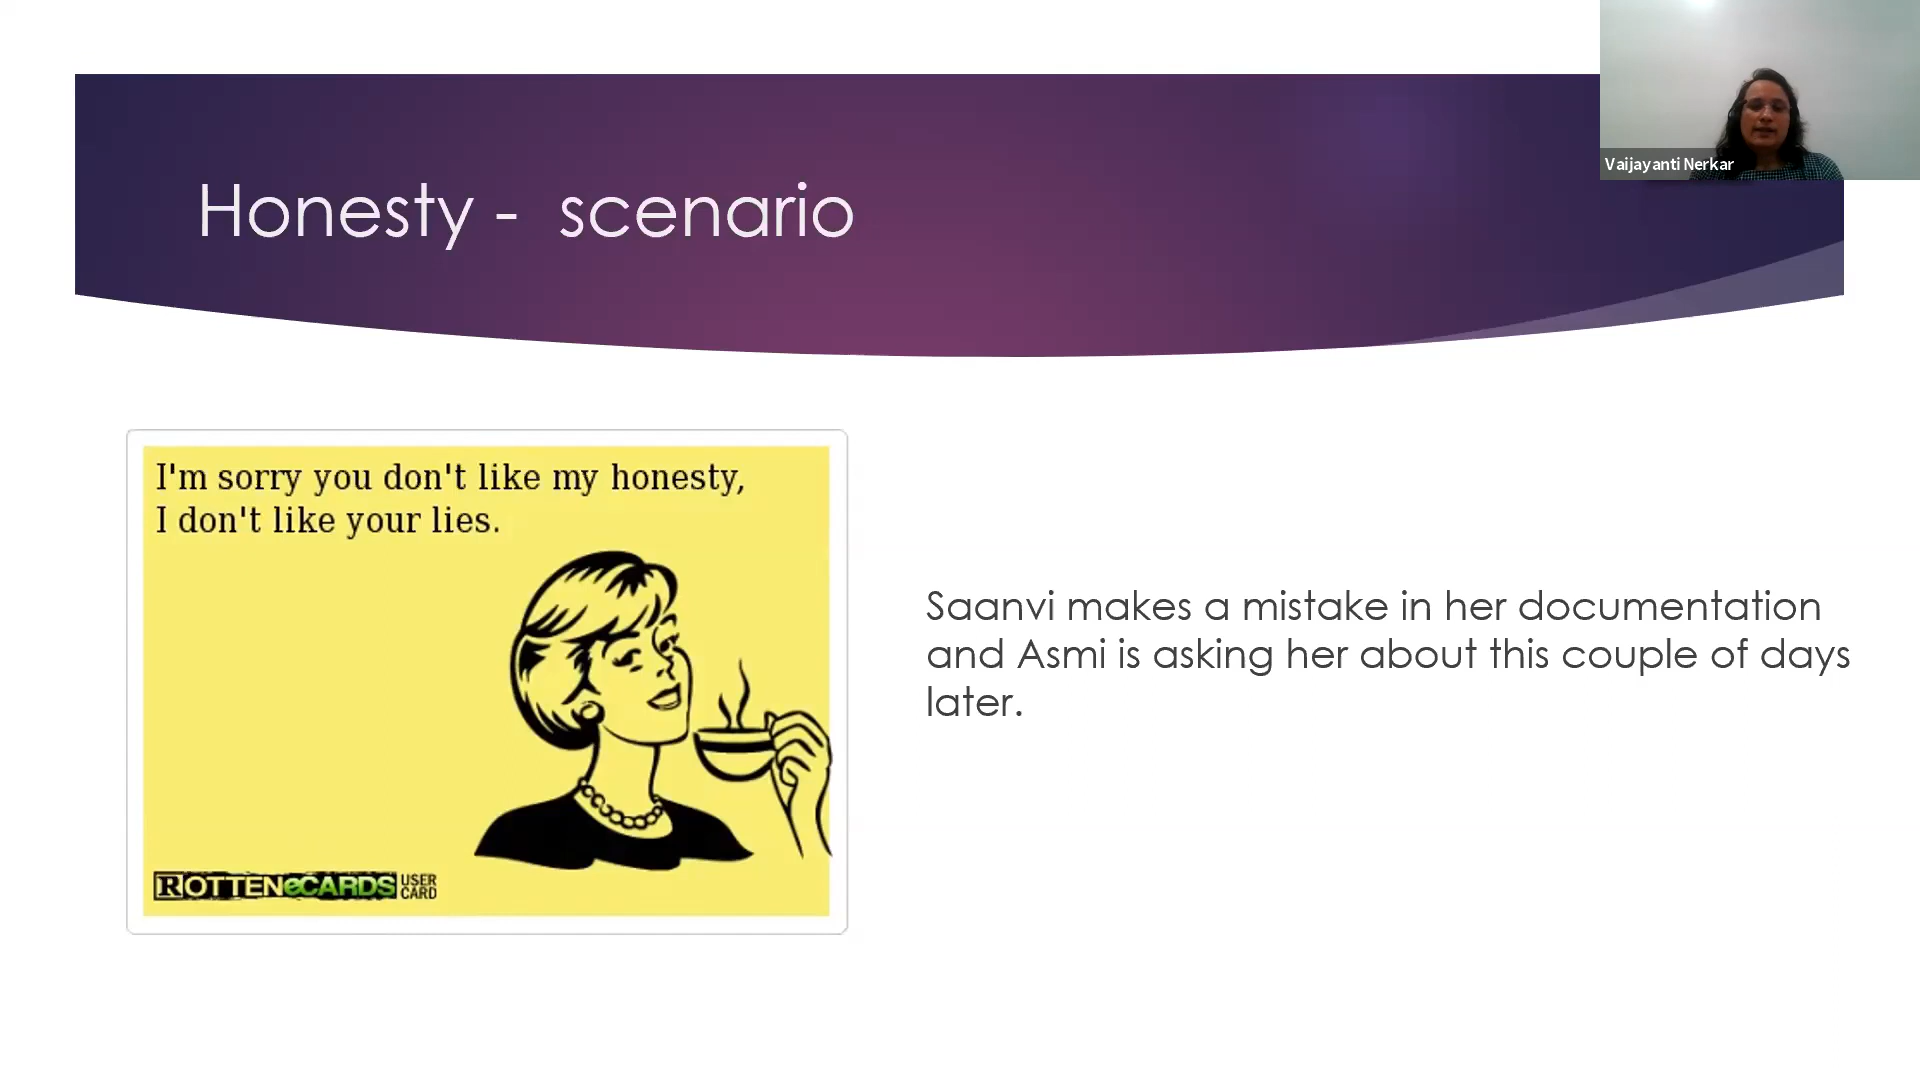 Vaijayanti Nerkar
Honesty -  scenario
I'm sorry you don't like my honesty,
I don't like your lies.
Saanvi makes a mistake in her documentation
and Asmi is asking her about this couple of days
later.
ROTTENeCARDS USER
CARD